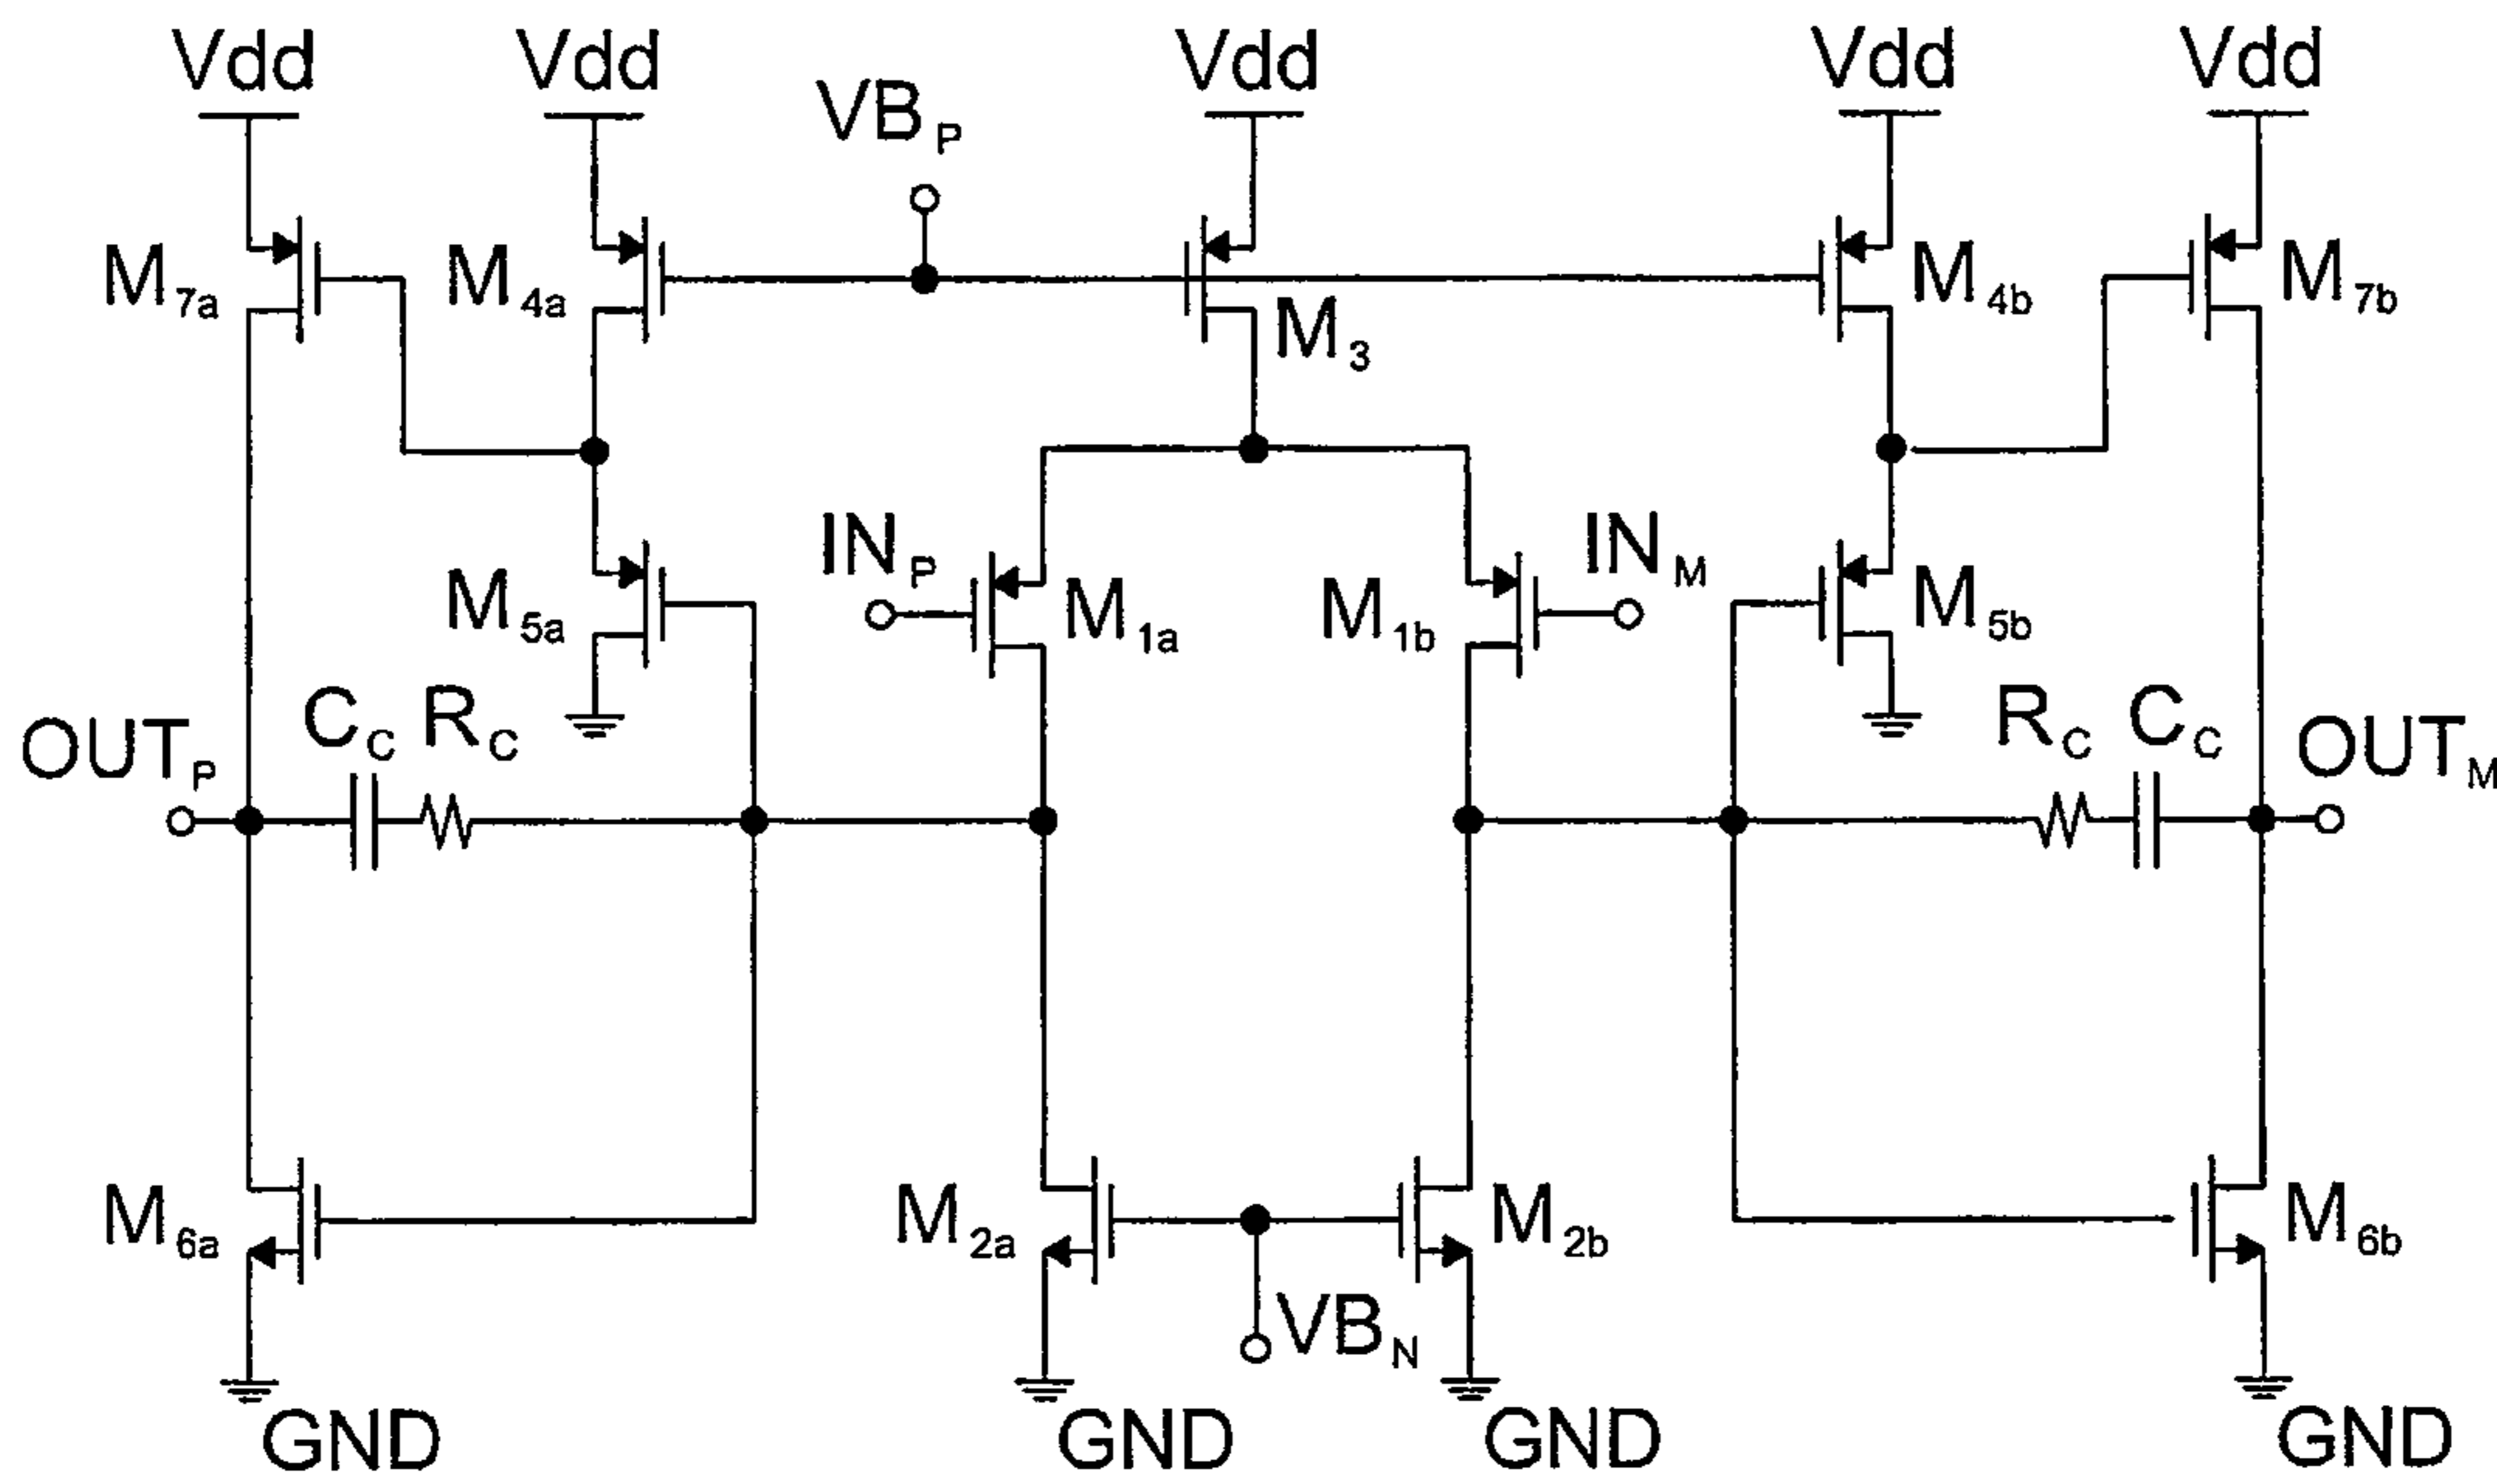 Vdd Vdd Vdd Vdd Vdd
VBP
M7a M4a M3 M4b M7b
INP INM
M5a M1a M1b M5b
OUTP CC RC RC CC OUTM
M6a M2a M2b M6b
VBN
GND GND GND GND